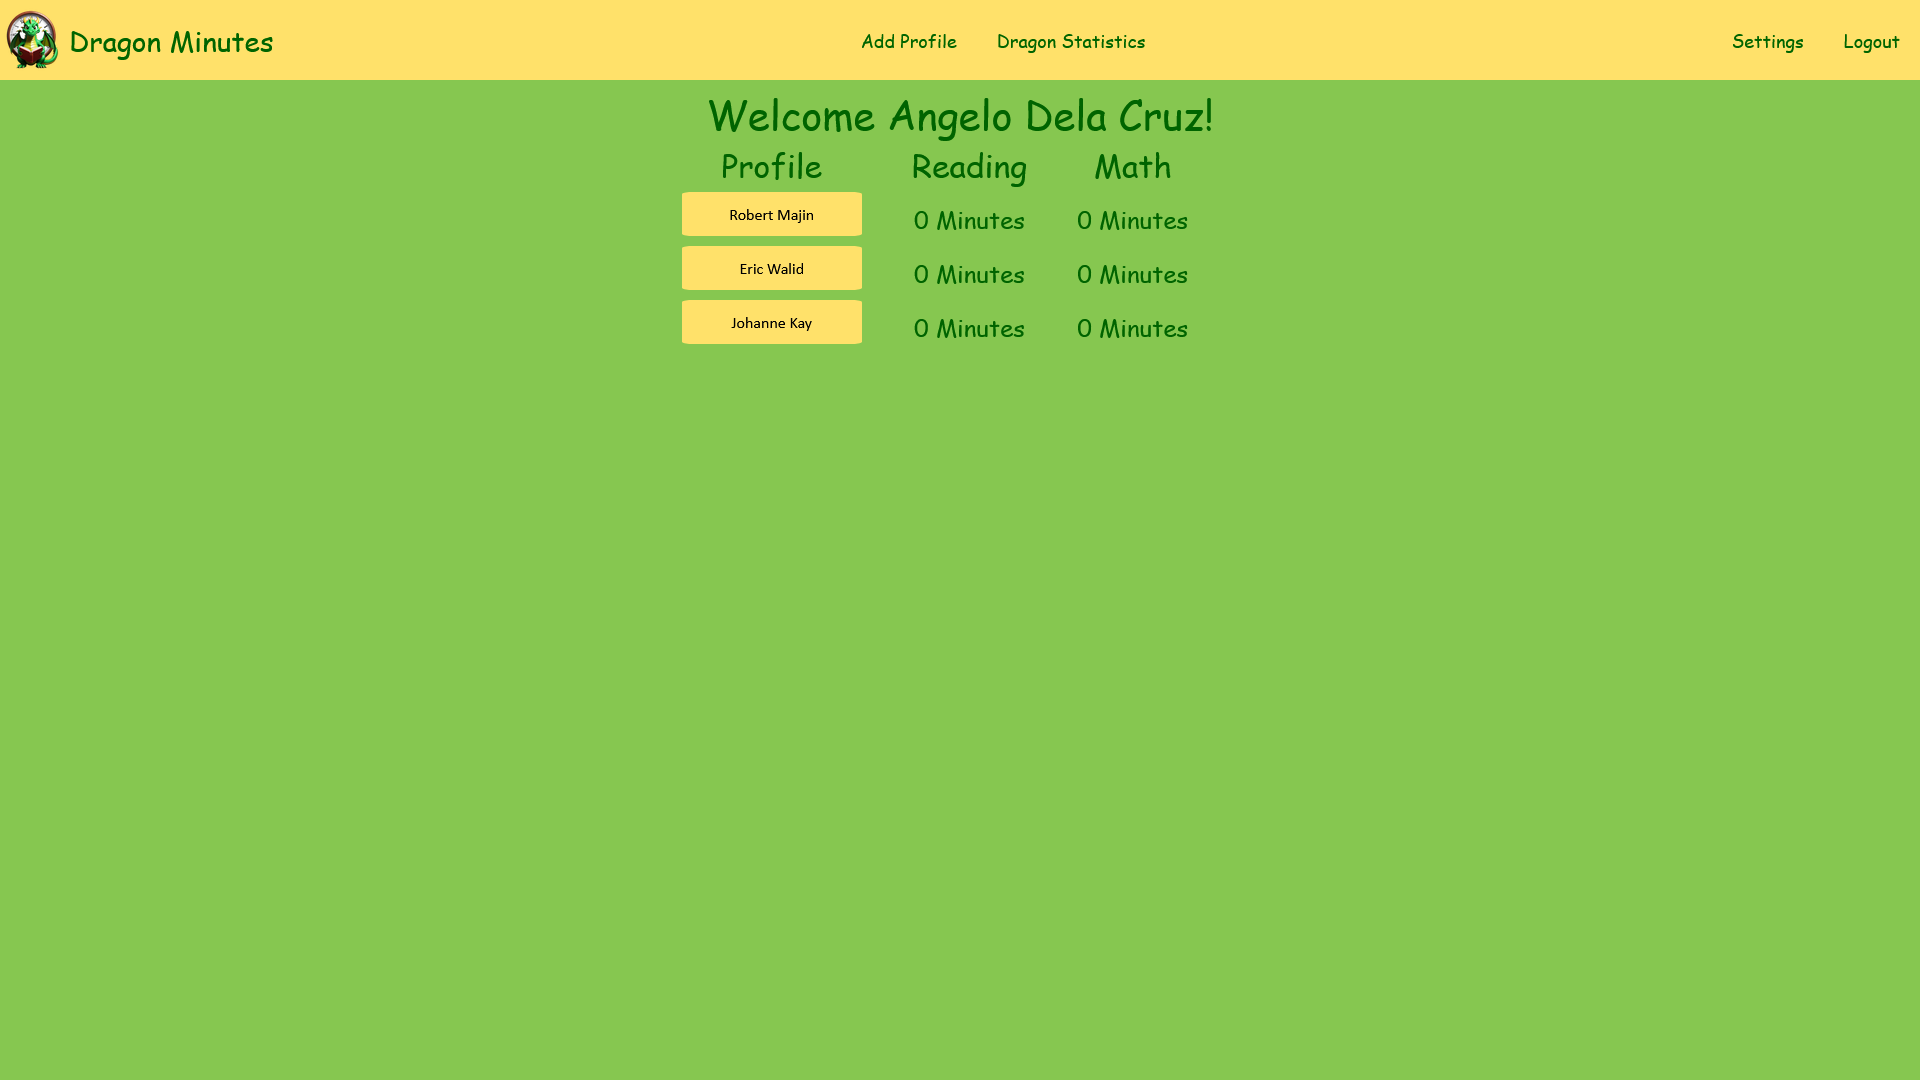 Dragon Minutes
Add Profile Dragon Statistics
Settings Logout
Welcome Angelo Dela Cruz!
Profile Reading Math
Robert Majin 0 Minutes 0 Minutes
Eric Walid 0 Minutes 0 Minutes
Johanne Kay 0 Minutes 0 Minutes